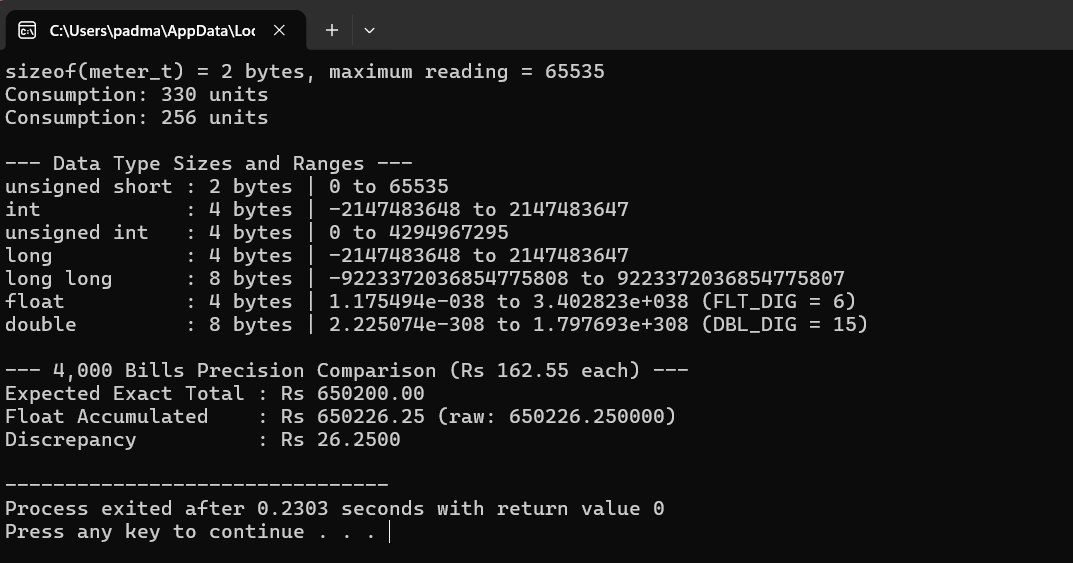 C:\Users\padma\AppData\Loc
sizeof(meter_t) = 2 bytes, maximum reading = 65535
Consumption: 330 units
Consumption: 256 units
--- Data Type Sizes and Ranges ---
unsigned short : 2 bytes | 0 to 65535
int            : 4 bytes | -2147483648 to 2147483647
unsigned int   : 4 bytes | 0 to 4294967295
long           : 4 bytes | -2147483648 to 2147483647
long long      : 8 bytes | -9223372036854775808 to 9223372036854775807
float          : 4 bytes | 1.175494e-038 to 3.402823e+038 (FLT_DIG = 6)
double         : 8 bytes | 2.225074e-308 to 1.797693e+308 (DBL_DIG = 15)
--- 4,000 Bills Precision Comparison (Rs 162.55 each) ---
Expected Exact Total : Rs 650200.00
Float Accumulated    : Rs 650226.25 (raw: 650226.250000)
Discrepancy          : Rs 26.2500
--------------------------------
Process exited after 0.2303 seconds with return value 0
Press any key to continue . . .